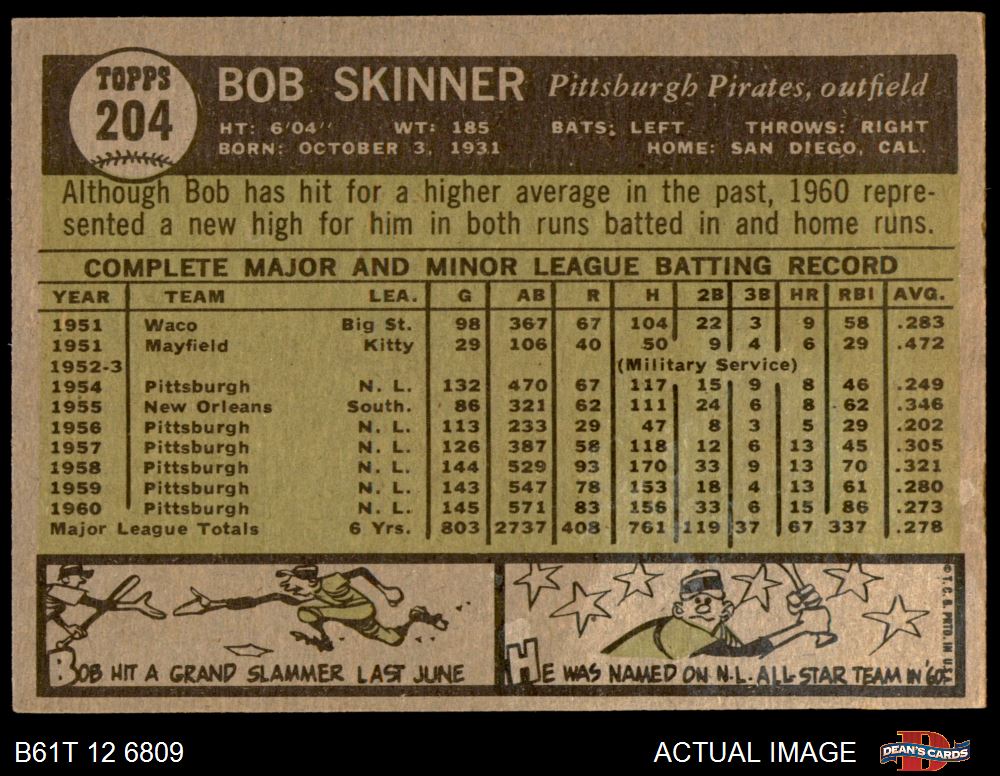 TOPPS
204
BOB SKINNER Pittsburgh Pirates, outfield
HT: 6'04" WT: 185 BATS: LEFT THROWS: RIGHT
BORN: OCTOBER 3, 1931 HOME: SAN DIEGO, CAL.
Although Bob has hit for a higher average in the past, 1960 repre-
sented a new high for him in both runs batted in and home runs.
COMPLETE MAJOR AND MINOR LEAGUE BATTING RECORD
YEAR TEAM LEA. G AB R H 2B 3B HR RBI AVG.
1951 Waco Big St. 98 367 67 104 22 3 9 58 .283
1951 Mayfield Kitty 29 106 40 50 9 4 6 29 .472
1952-3 (Military Service)
1954 Pittsburgh N. L. 132 470 67 117 15 9 8 46 .249
1955 New Orleans South. 86 321 62 111 24 6 8 62 .346
1956 Pittsburgh N. L. 113 233 29 47 8 3 5 29 .202
1957 Pittsburgh N. L. 126 387 58 118 12 6 13 45 .305
1958 Pittsburgh N. L. 144 529 93 170 33 9 13 70 .321
1959 Pittsburgh N. L. 143 547 78 153 18 4 13 61 .280
1960 Pittsburgh N. L. 145 571 83 156 33 6 15 86 .273
Major League Totals 6 Yrs. 803 2737 408 761 119 37 67 337 .278
BOB HIT A GRAND SLAMMER LAST JUNE
HE WAS NAMED ON N.L. ALL-STAR TEAM IN '60
© T. C. G. PRTD. IN U.S.
B61T 12 6809
ACTUAL IMAGE
D
DEAN'S CARDS